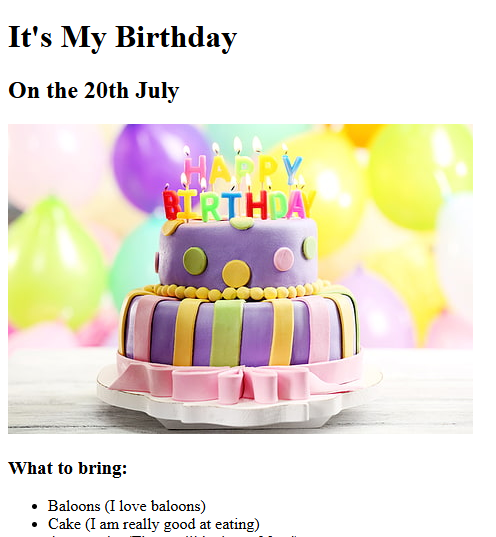 It's My Birthday
On the 20th July
HAPPY
BIRTHDAY
What to bring:
Baloons (I love baloons)
Cake (I am really good at eating)